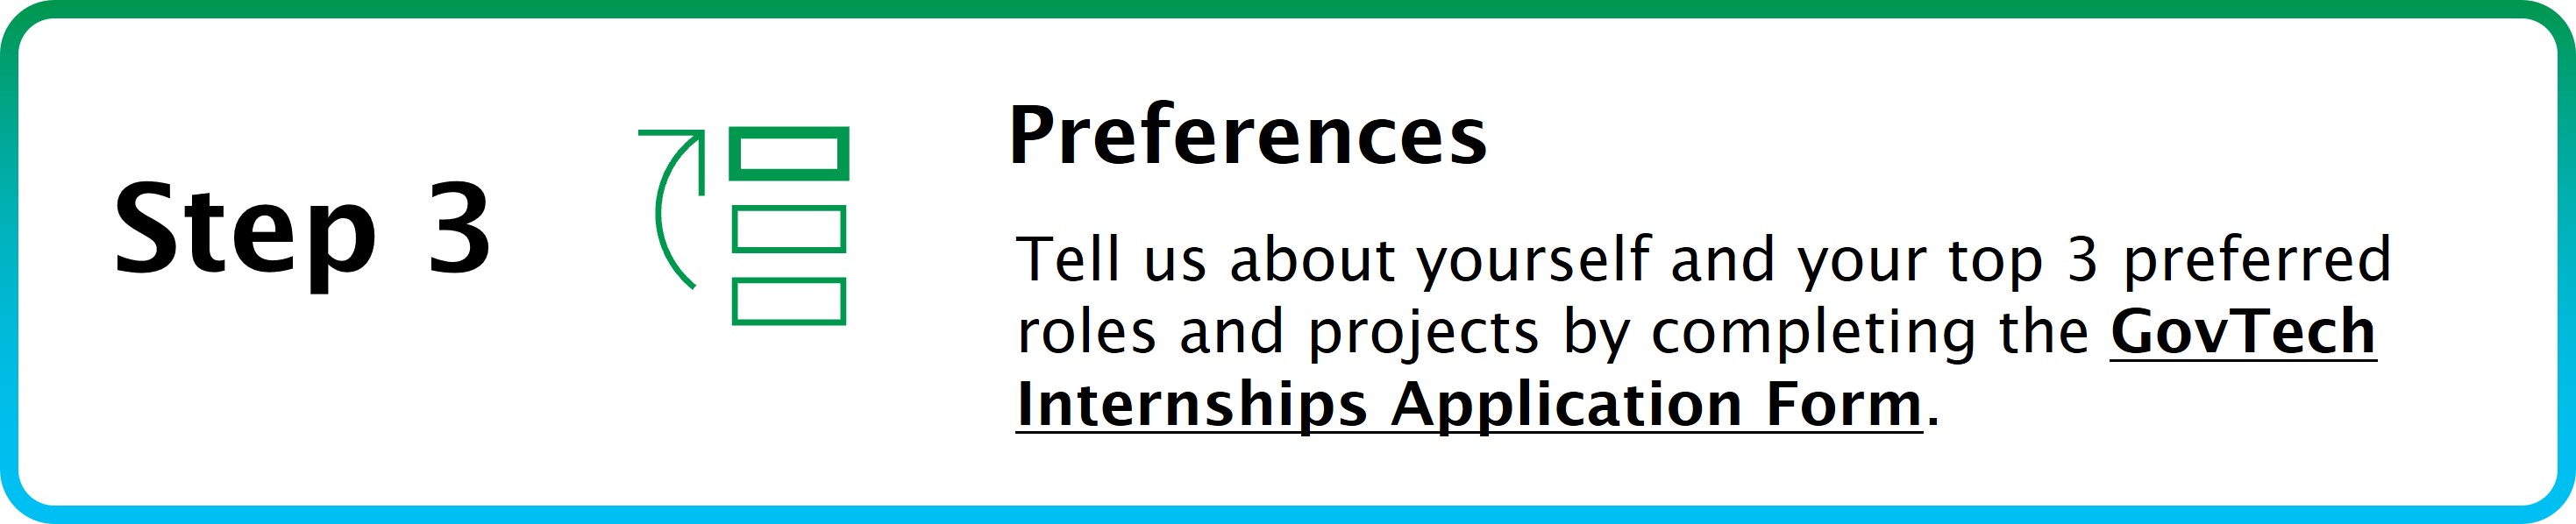 Step 3
Preferences
Tell us about yourself and your top 3 preferred
roles and projects by completing the GovTech
Internships Application Form.